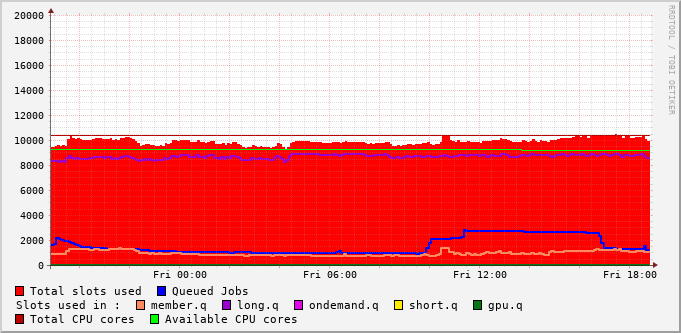 20000
18000
16000
14000
12000
10000
8000
6000
4000
2000
0
Fri 00:00 Fri 06:00 Fri 12:00 Fri 18:00
RRDTOOL / TOBI OETIKER
Total slots used Queued Jobs
Slots used in : member.q long.q ondemand.q short.q gpu.q
Total CPU cores Available CPU cores